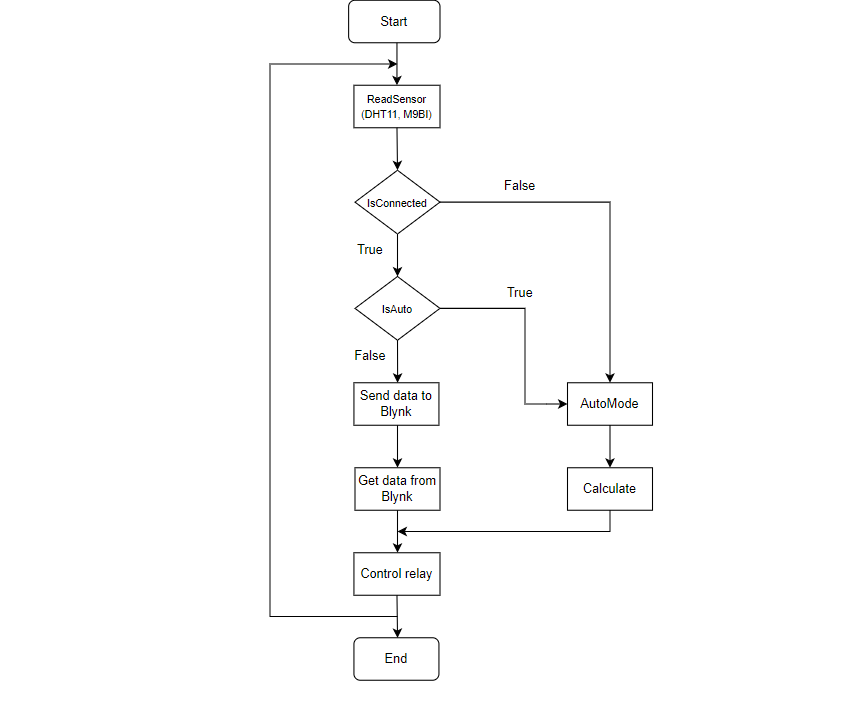 Start
ReadSensor
(DHT11, M9BI)
False
IsConnected
True
True
IsAuto
False
Send data to
Blynk
AutoMode
Get data from
Blynk
Calculate
Control relay
End